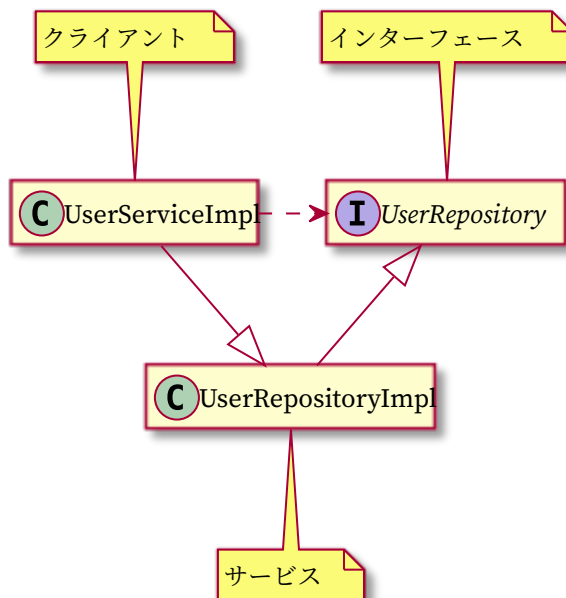 クライアント
インターフェース
C UserServiceImpl
I UserRepository
C UserRepositoryImpl
サービス